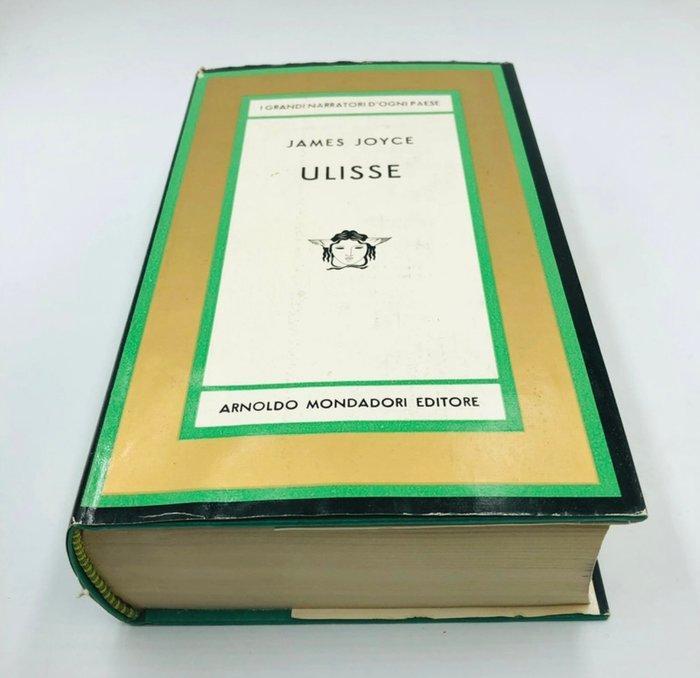 I GRANDI NARRATORI D'OGNI PAESE
JAMES JOYCE
ULISSE
ARNOLDO MONDADORI EDITORE